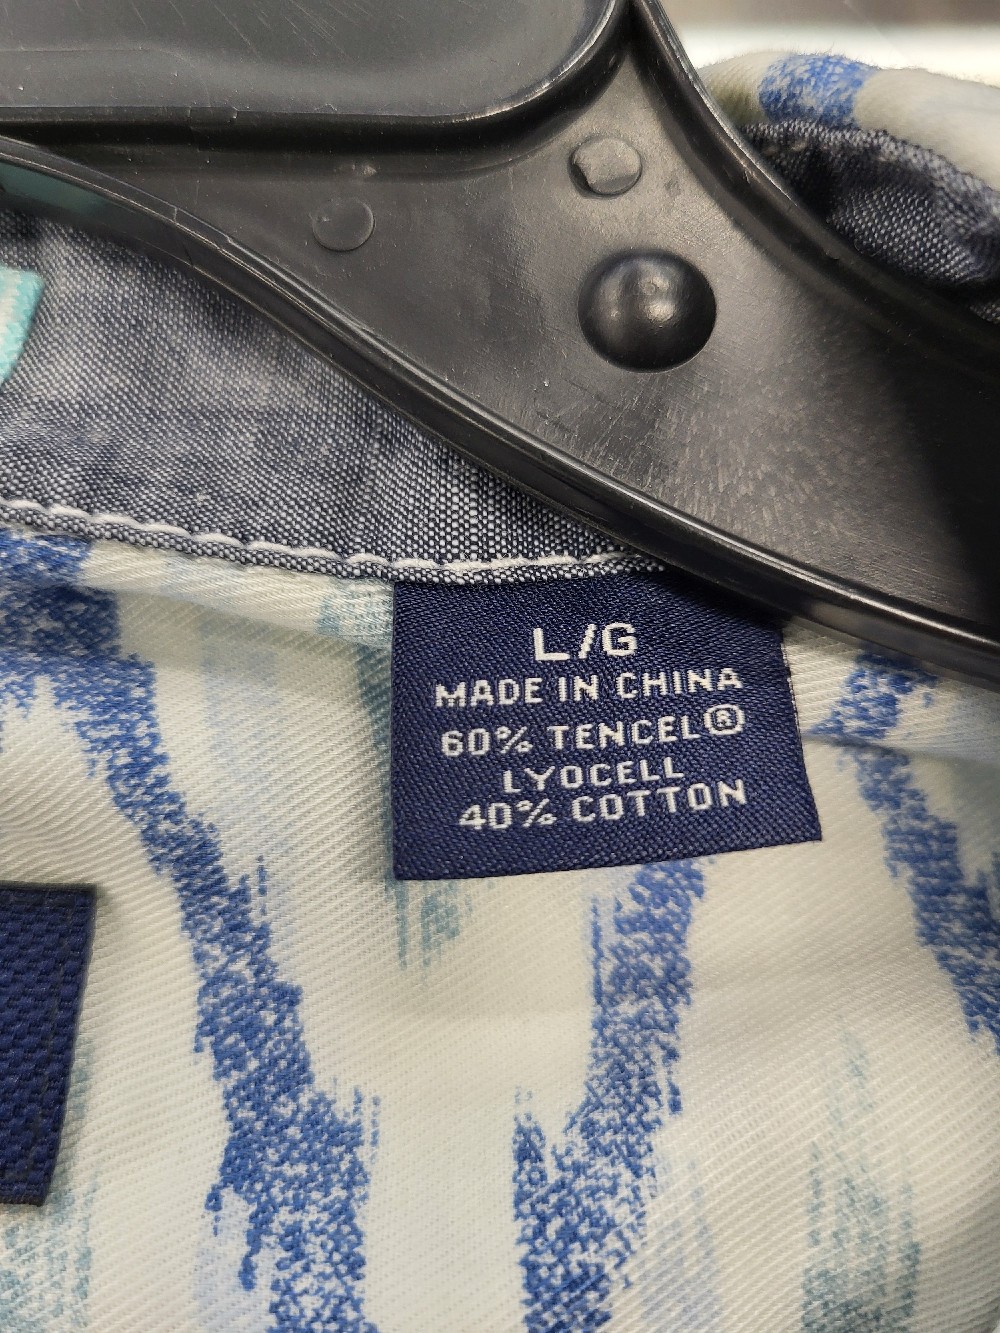 L/G
MADE IN CHINA
60% TENCEL®
LYOCELL
40% COTTON